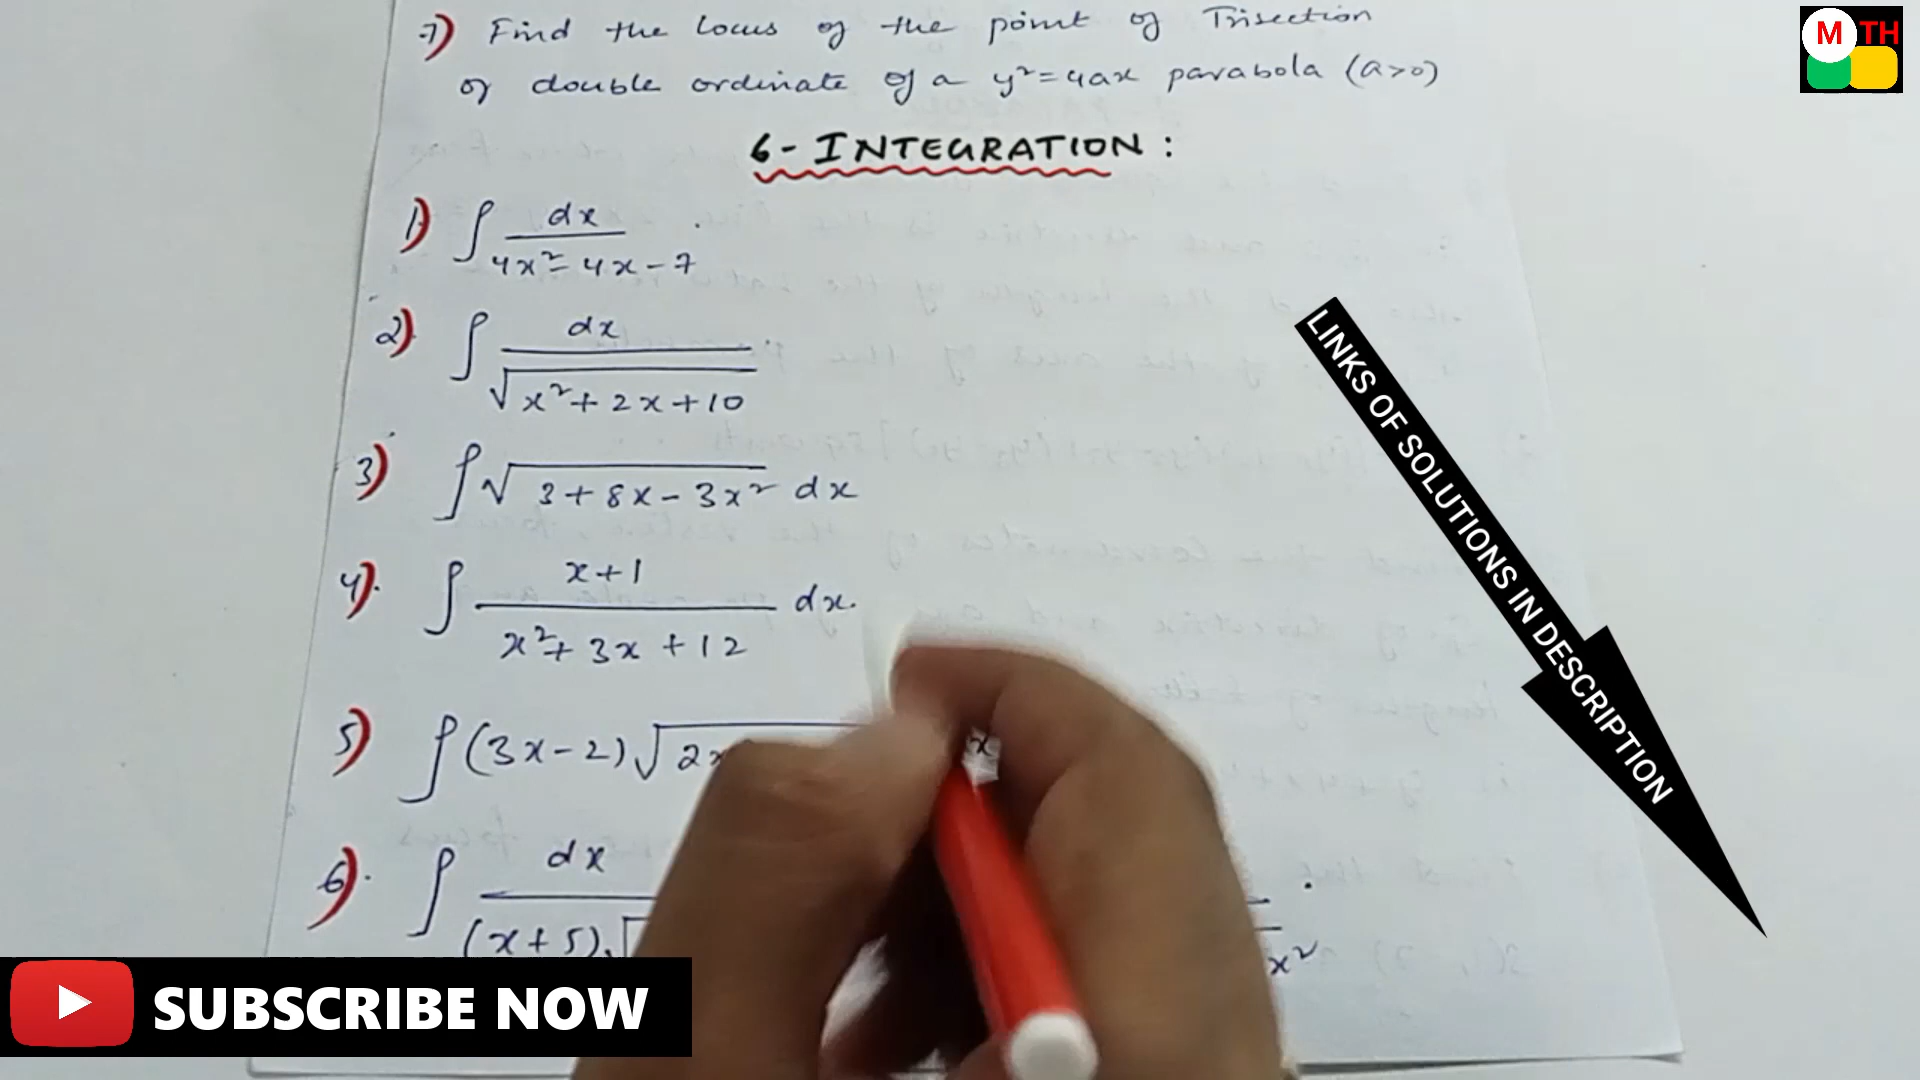 7) Find the locus of the point of Trisection
of double ordinate of a y²=4ax parabola (a>0)
M TH
6- INTEGRATION :
1) ∫ dx
4x²-4x-7
2) ∫ dx
√x²+2x+10
3) ∫√3+8x-3x² dx
4) ∫ x+1 dx.
x²+3x+12
5) ∫(3x-2)√2x
x
6) ∫ dx
(x+5).√
x²
LINKS OF SOLUTIONS IN DESCRIPTION
SUBSCRIBE NOW